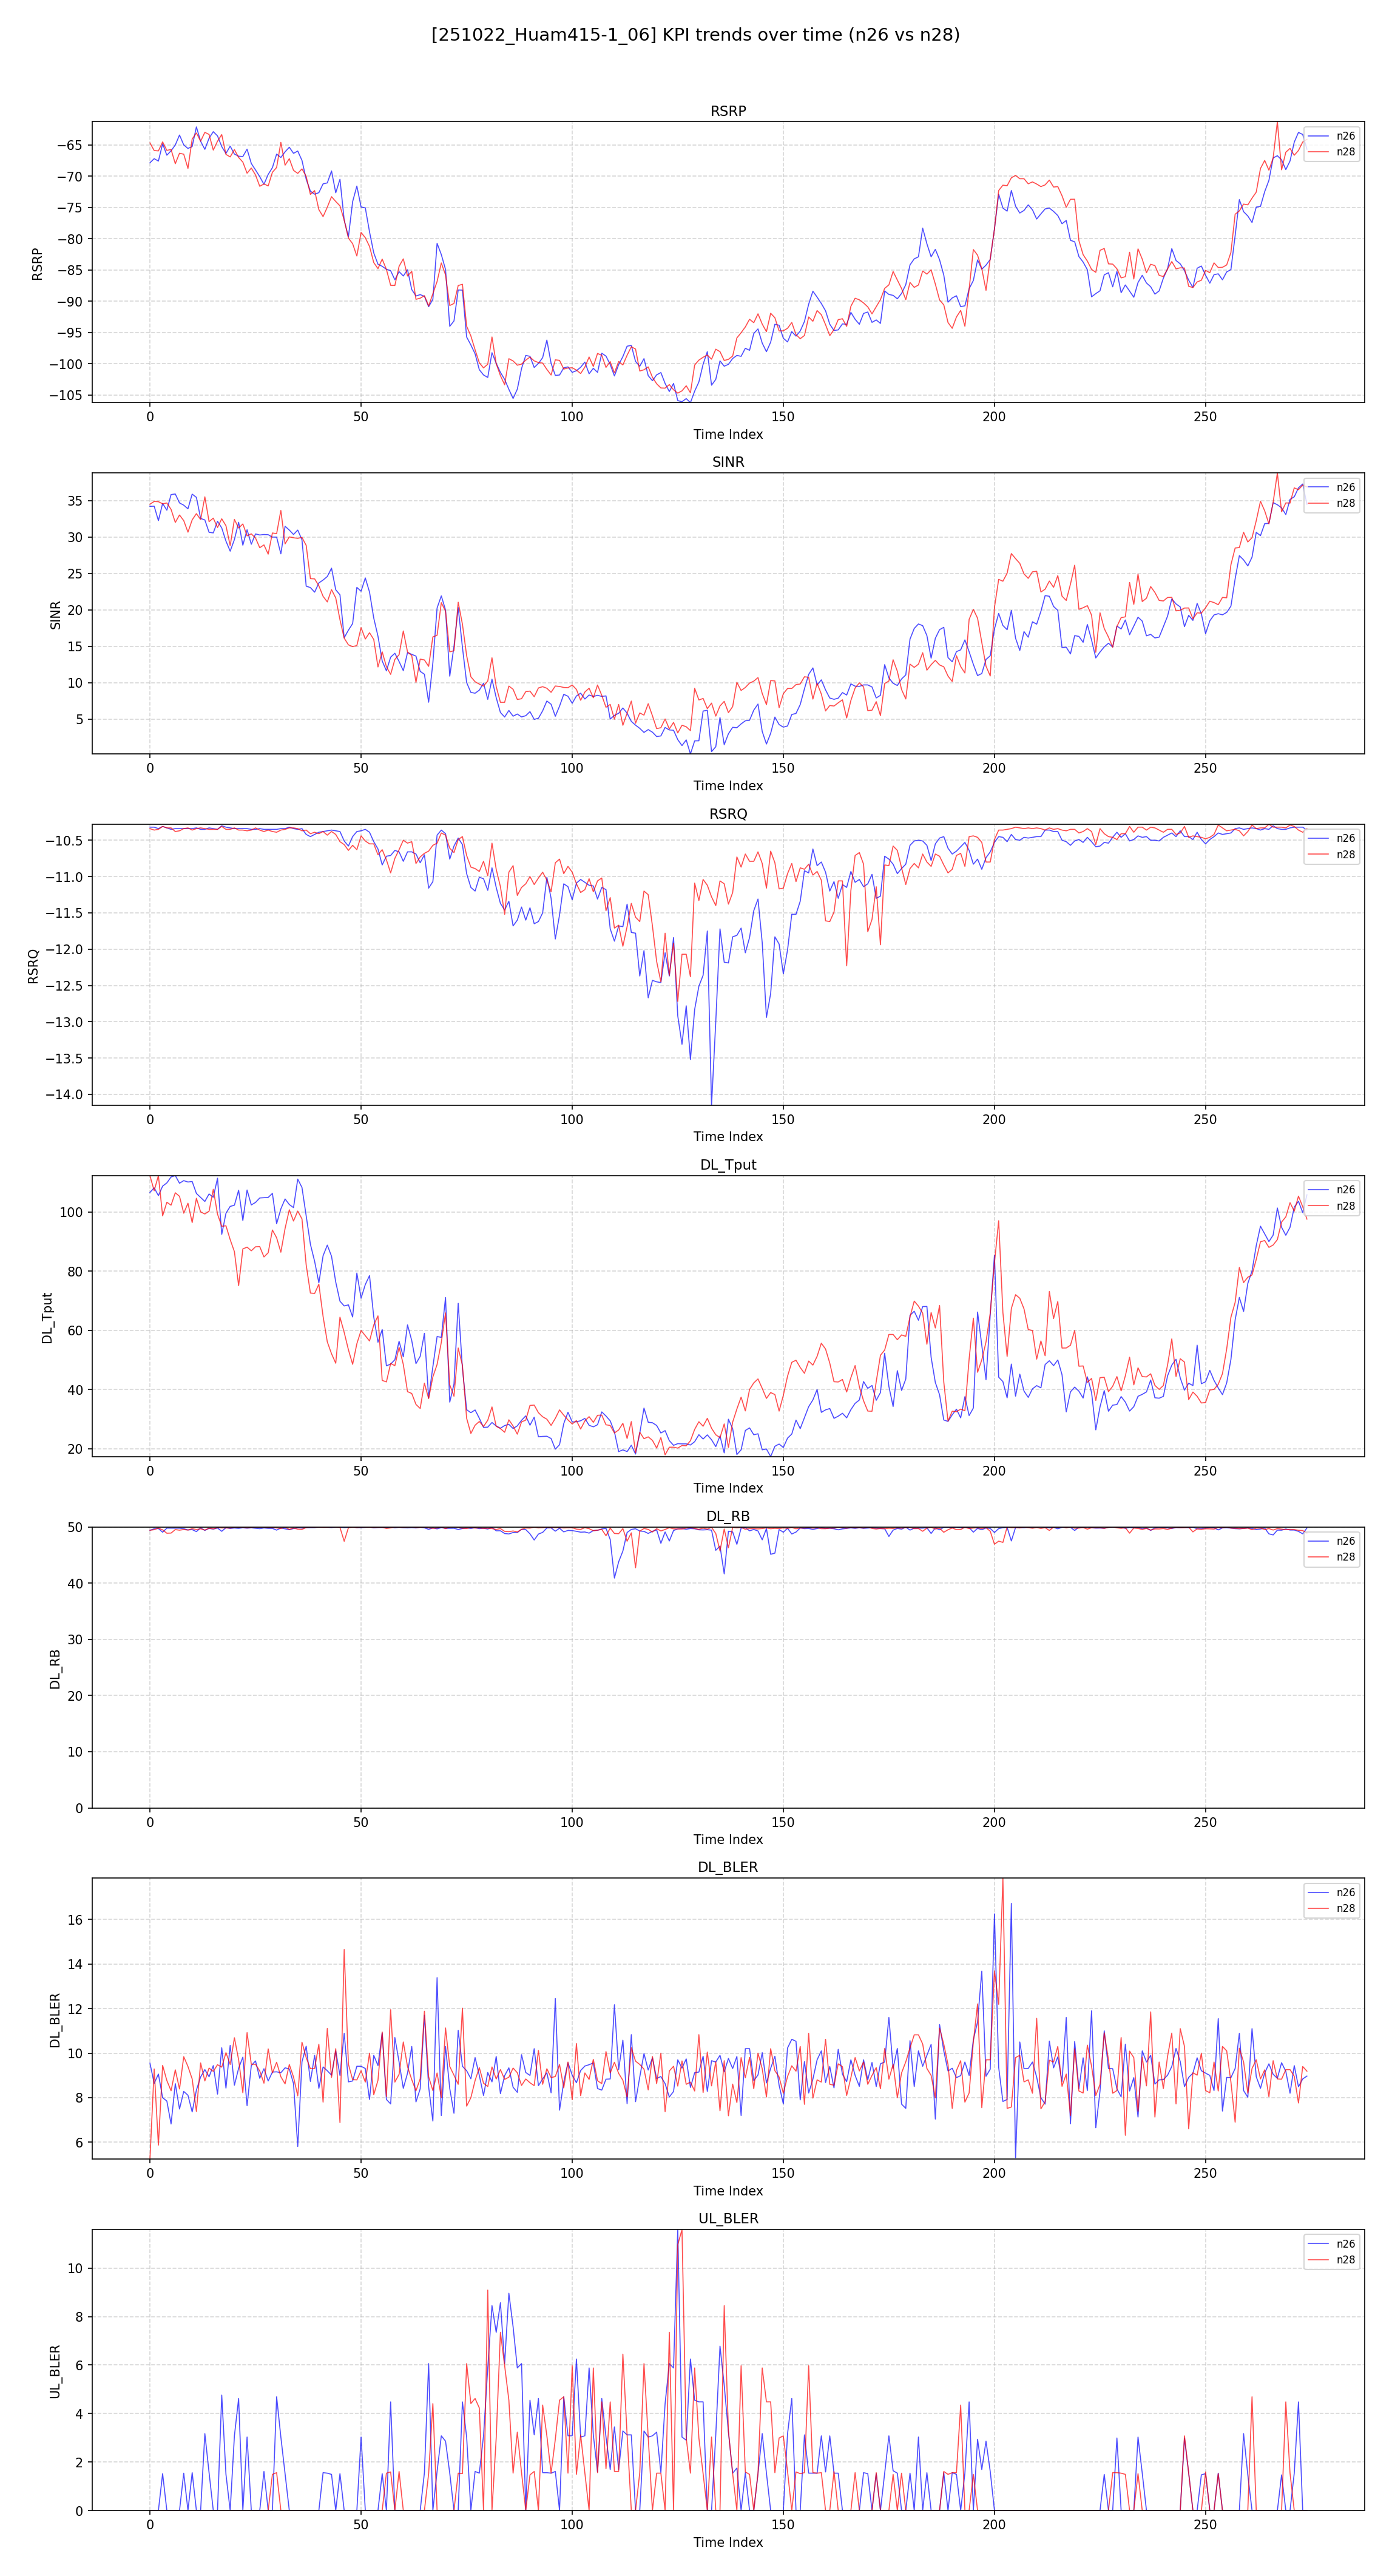 [251022_Huam415-1_06] KPI trends over time (n26 vs n28)
RSRP
n26
n28
−65
−70
−75
−80
−85
−90
−95
−100
−105
RSRP
0 50 100 150 200 250
Time Index
SINR
n26
n28
35
30
25
20
15
10
5
SINR
0 50 100 150 200 250
Time Index
RSRQ
n26
n28
−10.5
−11.0
−11.5
−12.0
−12.5
−13.0
−13.5
−14.0
RSRQ
0 50 100 150 200 250
Time Index
DL_Tput
n26
n28
100
80
60
40
20
DL_Tput
0 50 100 150 200 250
Time Index
DL_RB
n26
n28
50
40
30
20
10
0
DL_RB
0 50 100 150 200 250
Time Index
DL_BLER
n26
n28
16
14
12
10
8
6
DL_BLER
0 50 100 150 200 250
Time Index
UL_BLER
n26
n28
10
8
6
4
2
0
UL_BLER
0 50 100 150 200 250
Time Index